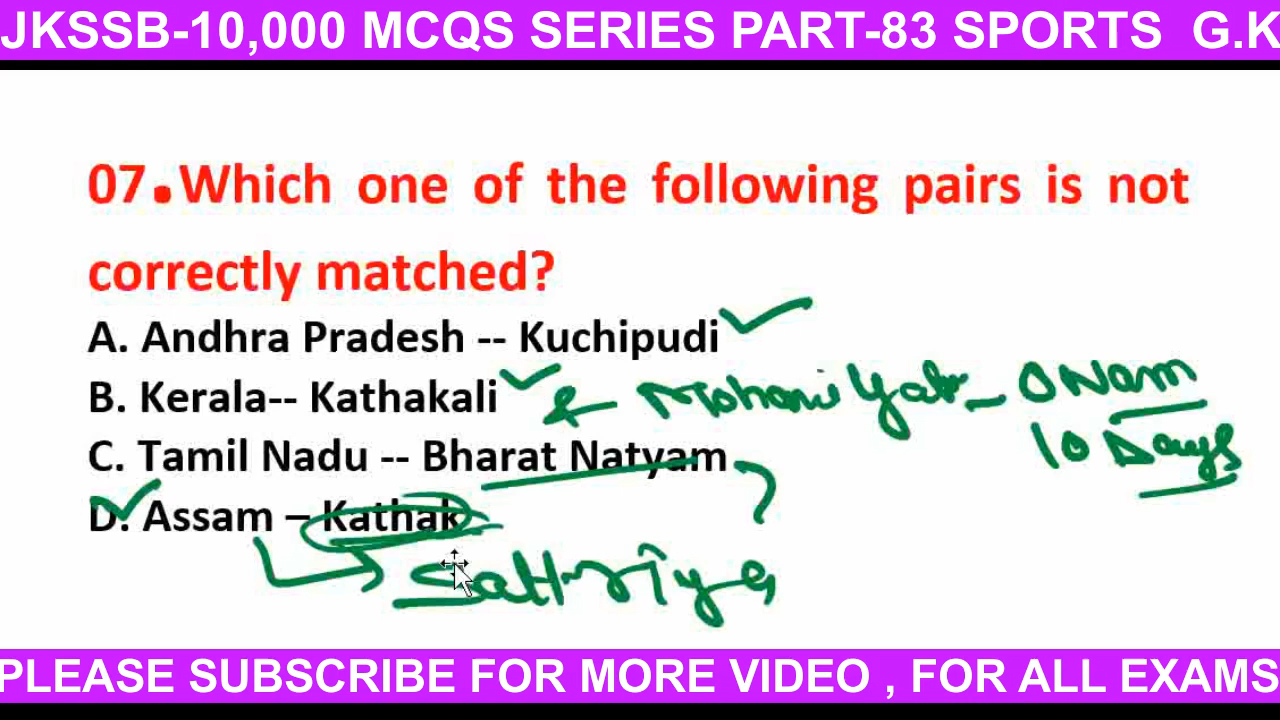 JKSSB-10,000 MCQS SERIES PART-83 SPORTS G.K
07.Which one of the following pairs is not
correctly matched?
A. Andhra Pradesh -- Kuchipudi
B. Kerala-- Kathakali & Mohani Yat - ONam
10 Days
C. Tamil Nadu -- Bharat Natyam
D. Assam – Kathak
Sattriya
PLEASE SUBSCRIBE FOR MORE VIDEO , FOR ALL EXAMS